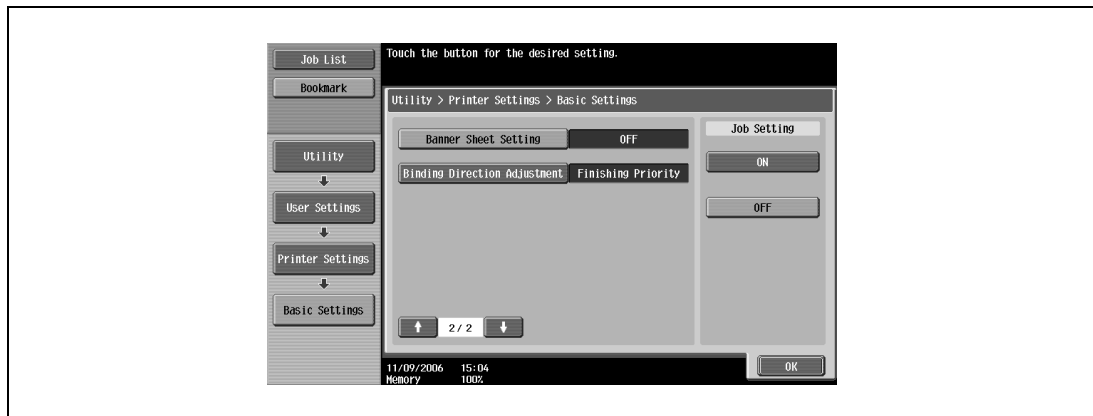 Job List
Bookmark
Touch the button for the desired setting.
Utility > Printer Settings > Basic Settings
Utility
User Settings
Printer Settings
Basic Settings
Banner Sheet Setting OFF
Binding Direction Adjustment Finishing Priority
2/2
Job Setting
ON
OFF
11/09/2006 15:04
Memory 100%
OK